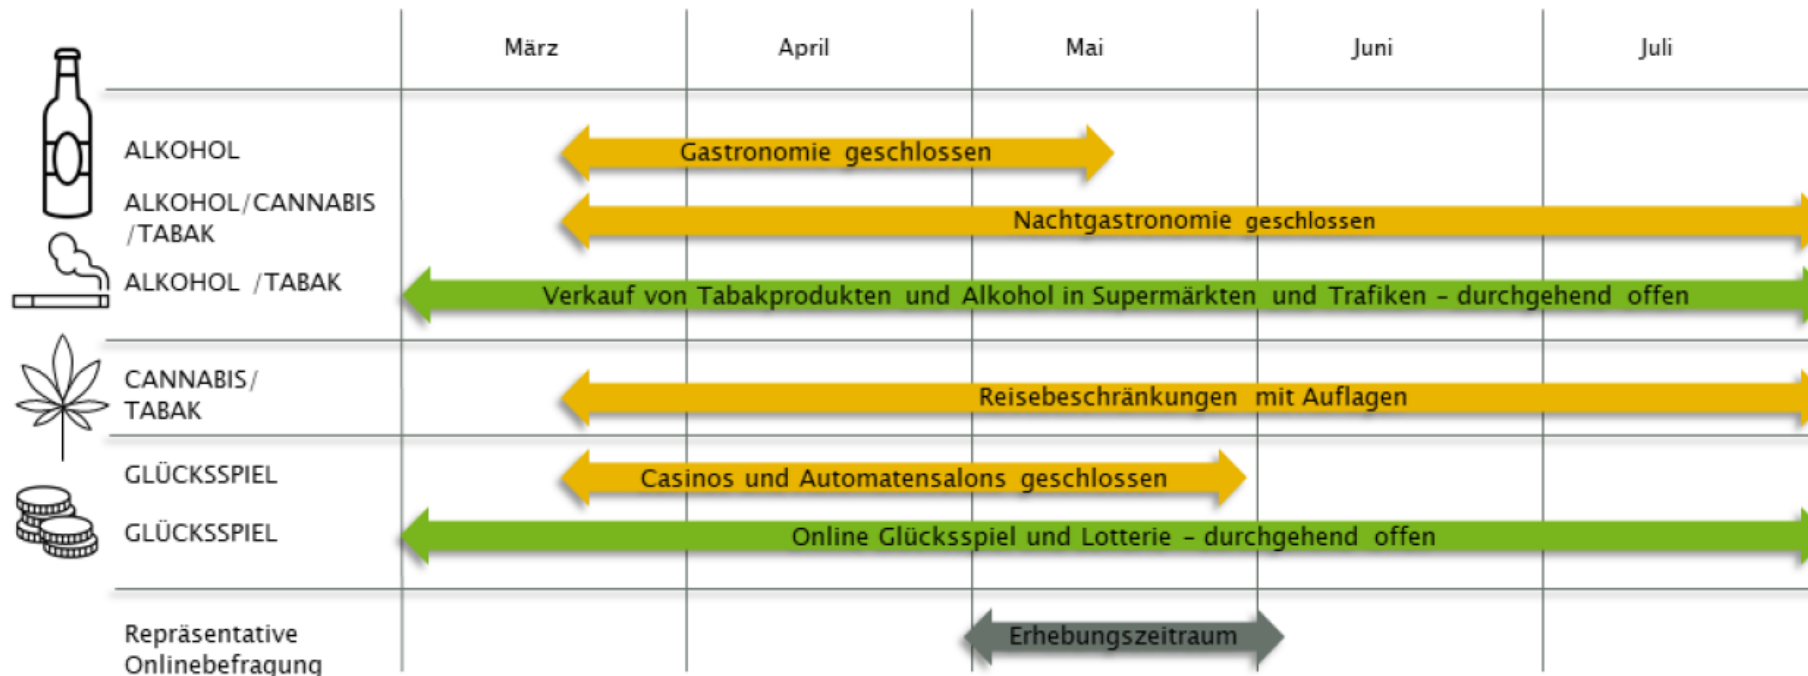 März April Mai Juni Juli
ALKOHOL
Gastronomie geschlossen
ALKOHOL/CANNABIS
/TABAK
Nachtgastronomie geschlossen
ALKOHOL /TABAK
Verkauf von Tabakprodukten und Alkohol in Supermärkten und Trafiken – durchgehend offen
CANNABIS/
TABAK
Reisebeschränkungen mit Auflagen
GLÜCKSSPIEL
Casinos und Automatensalons geschlossen
GLÜCKSSPIEL
Online Glücksspiel und Lotterie – durchgehend offen
Repräsentative
Onlinebefragung
Erhebungszeitraum